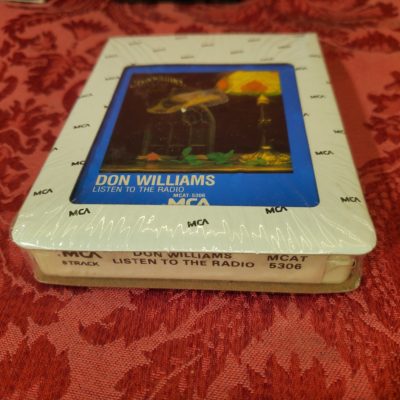 DON WILLIAMS
LISTEN TO THE RADIO
MCAT-5306
MCA
MCA DON WILLIAMS MCAT
8 TRACK LISTEN TO THE RADIO 5306